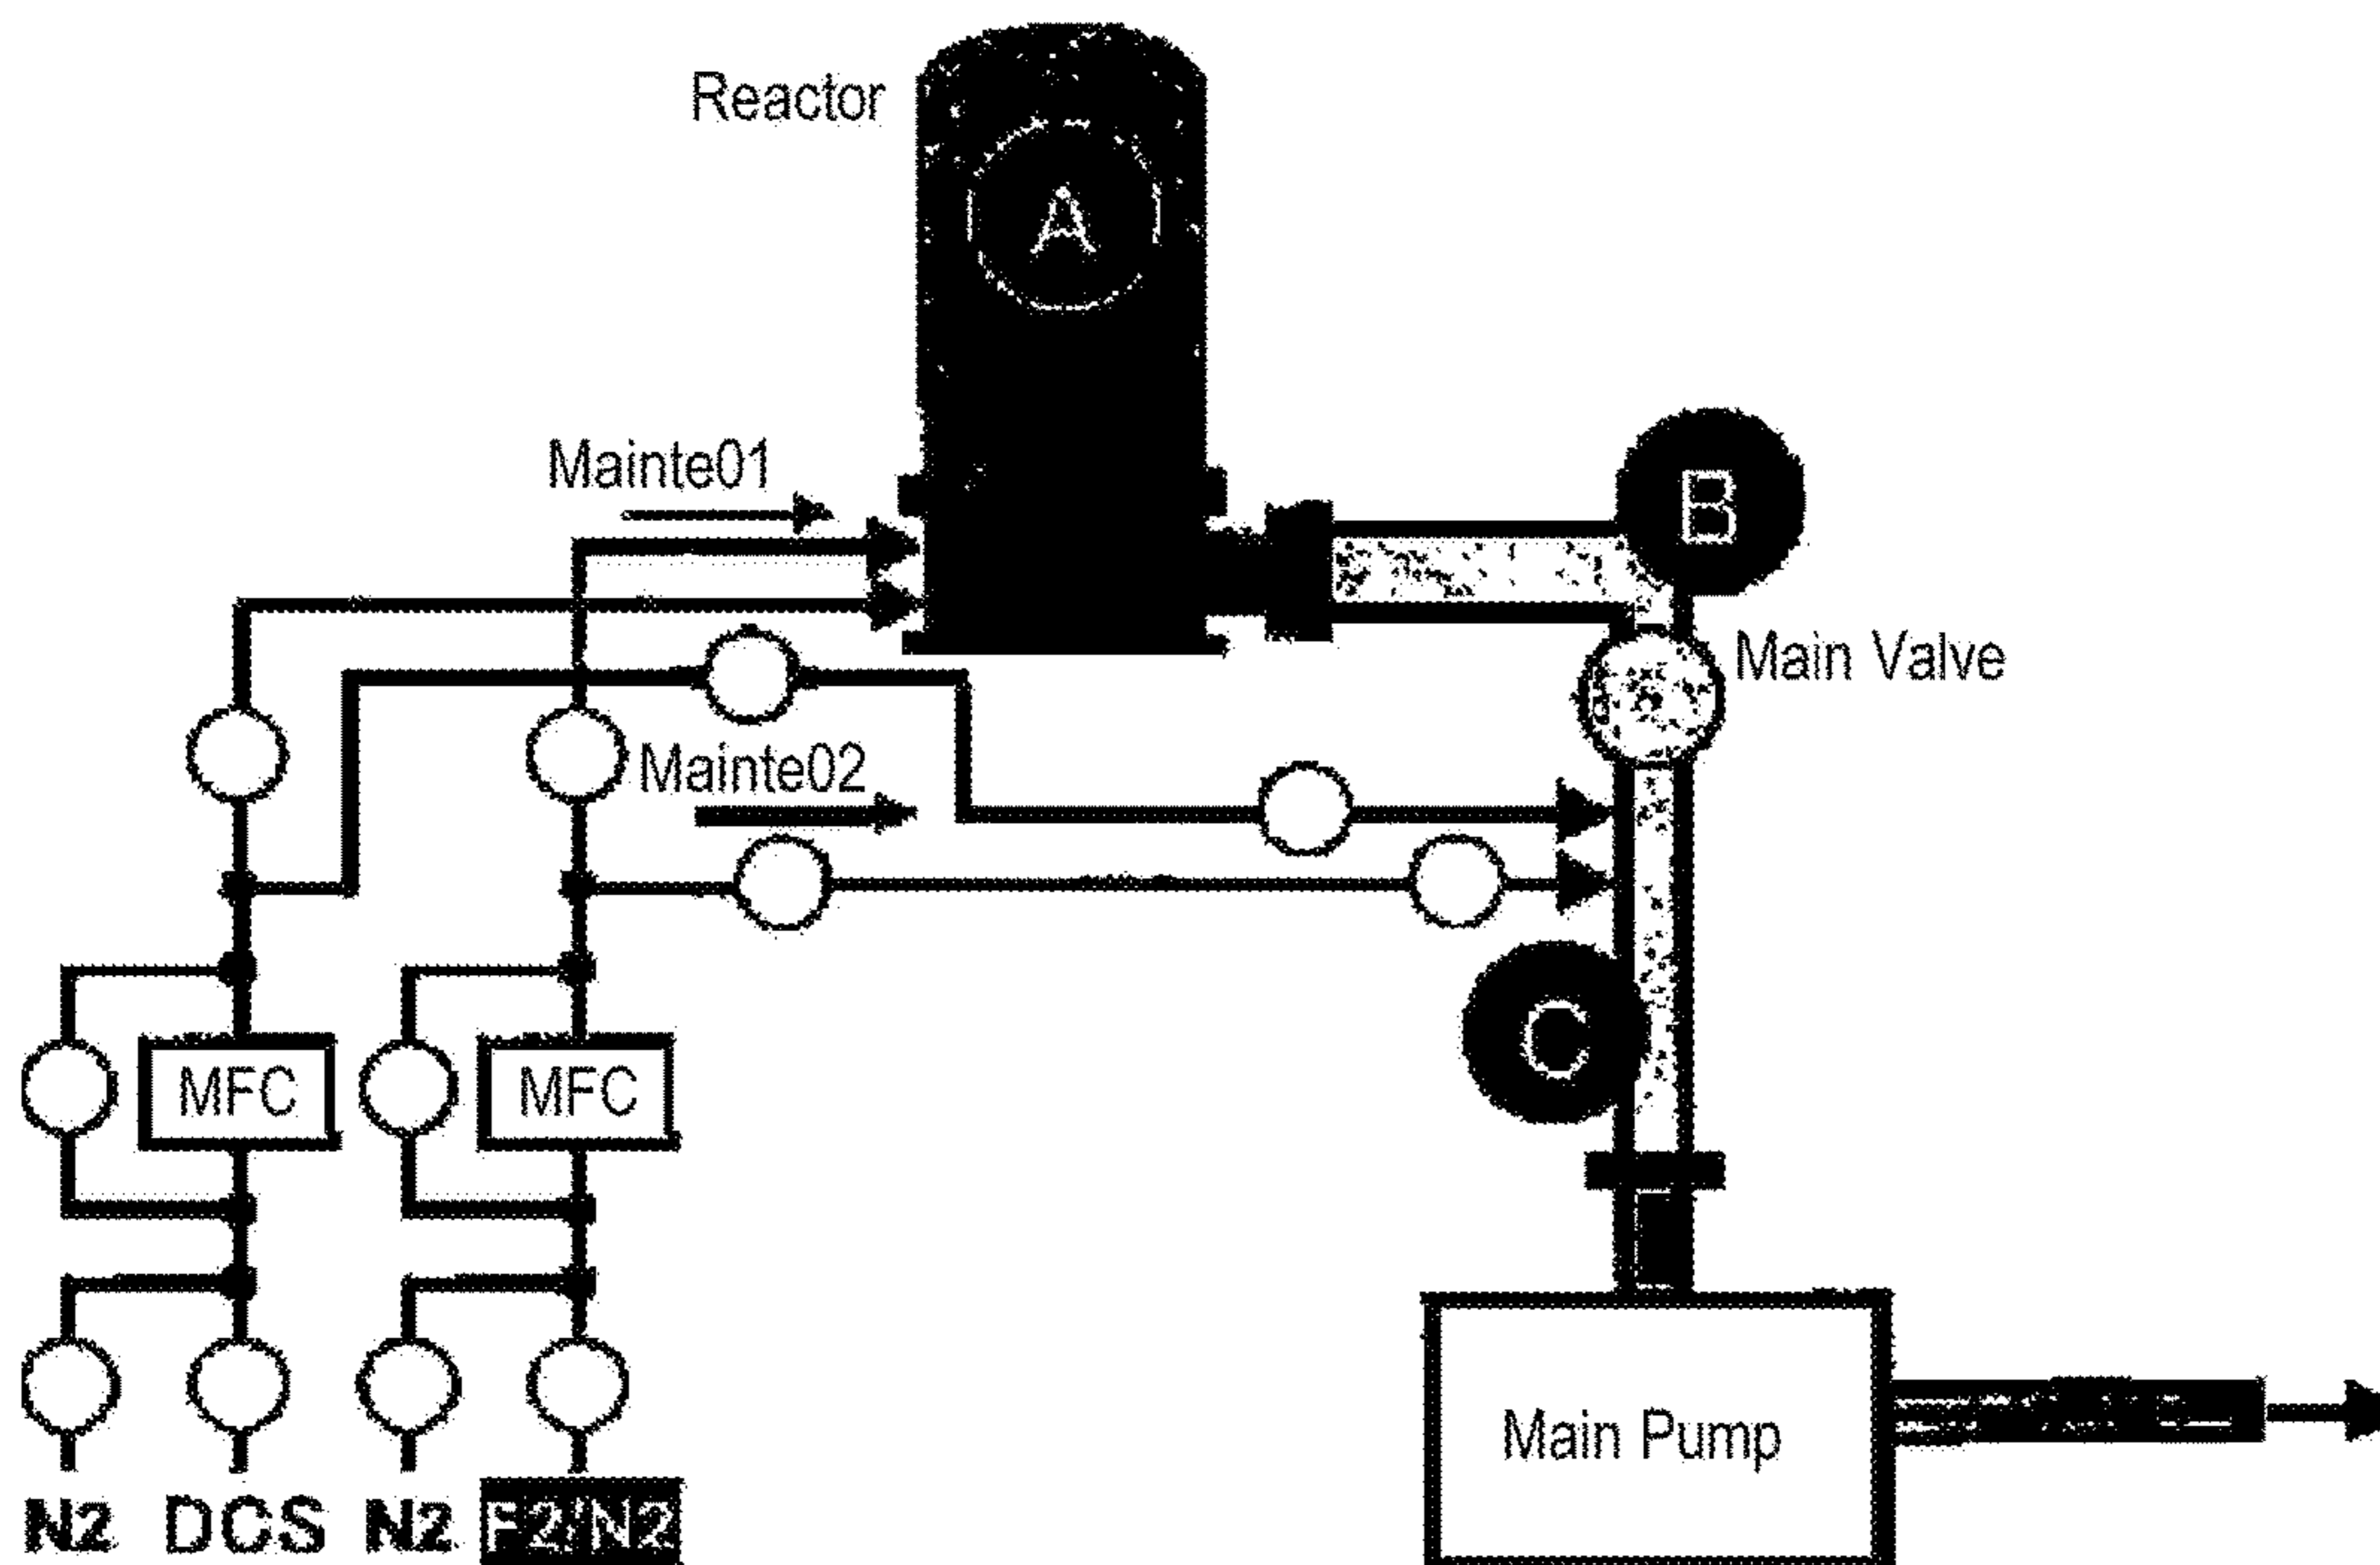 Reactor
A
Mainte01
B
Main Valve
Mainte02
C
MFC MFC
Main Pump
N2 DCS N2 F2/N2